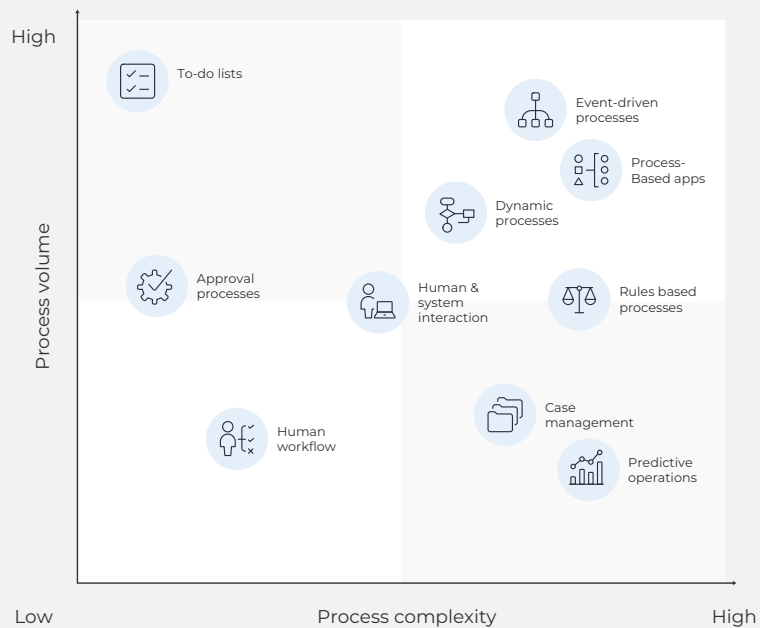 High
To-do lists
Event-driven
processes
Process-
Based apps
Dynamic
processes
Process volume
Approval
processes
Human &
system
interaction
Rules based
processes
Case
management
Human
workflow
Predictive
operations
Low
Process complexity
High